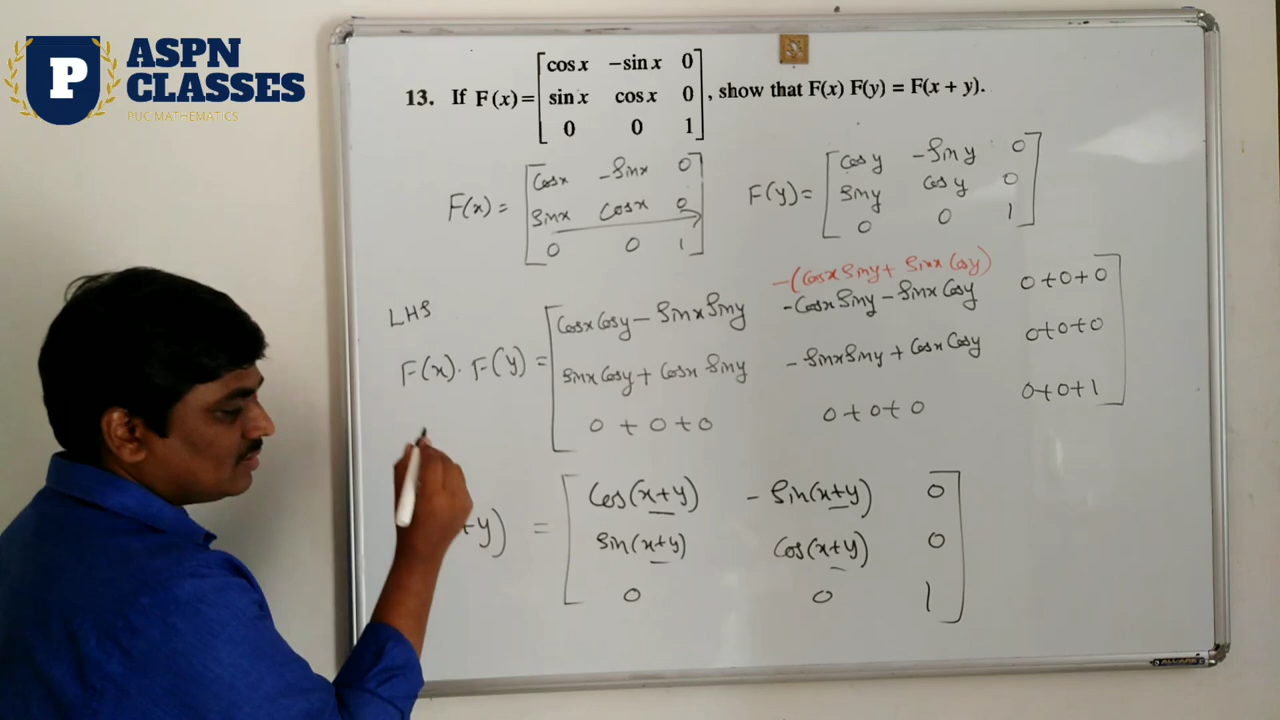 P
ASPN
CLASSES
PUC MATHEMATICS
13. If F(x) = [cos x -sin x 0
sin x cos x 0
0 0 1], show that F(x) F(y) = F(x + y).
F(x) = [cosx -sinx 0
sinx cosx 0
0 0 1]
F(y) = [cosy -siny 0
siny cosy 0
0 0 1]
LHS
-(cosx siny + sinx cosy)
F(x). F(y) = [cosx cosy - sinx siny -cosx siny - sinx cosy 0+0+0
sinx cosy + cosx siny -sinx siny + cosx cosy 0+0+0
0+0+0 0+0+0 0+0+1]
+y) = [cos(x+y) -sin(x+y) 0
sin(x+y) cos(x+y) 0
0 0 1]